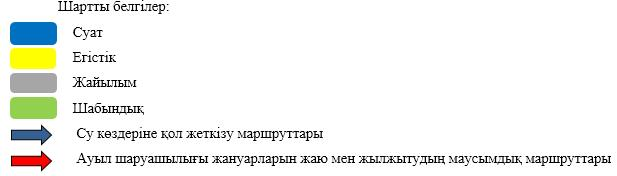 Шартты белгілер:
Суат
Егістік
Жайылым
Шабындық
Су көздеріне қол жеткізу маршруттары
Ауыл шаруашылығы жануарларын жаю мен жылжытудың маусымдық маршруттары